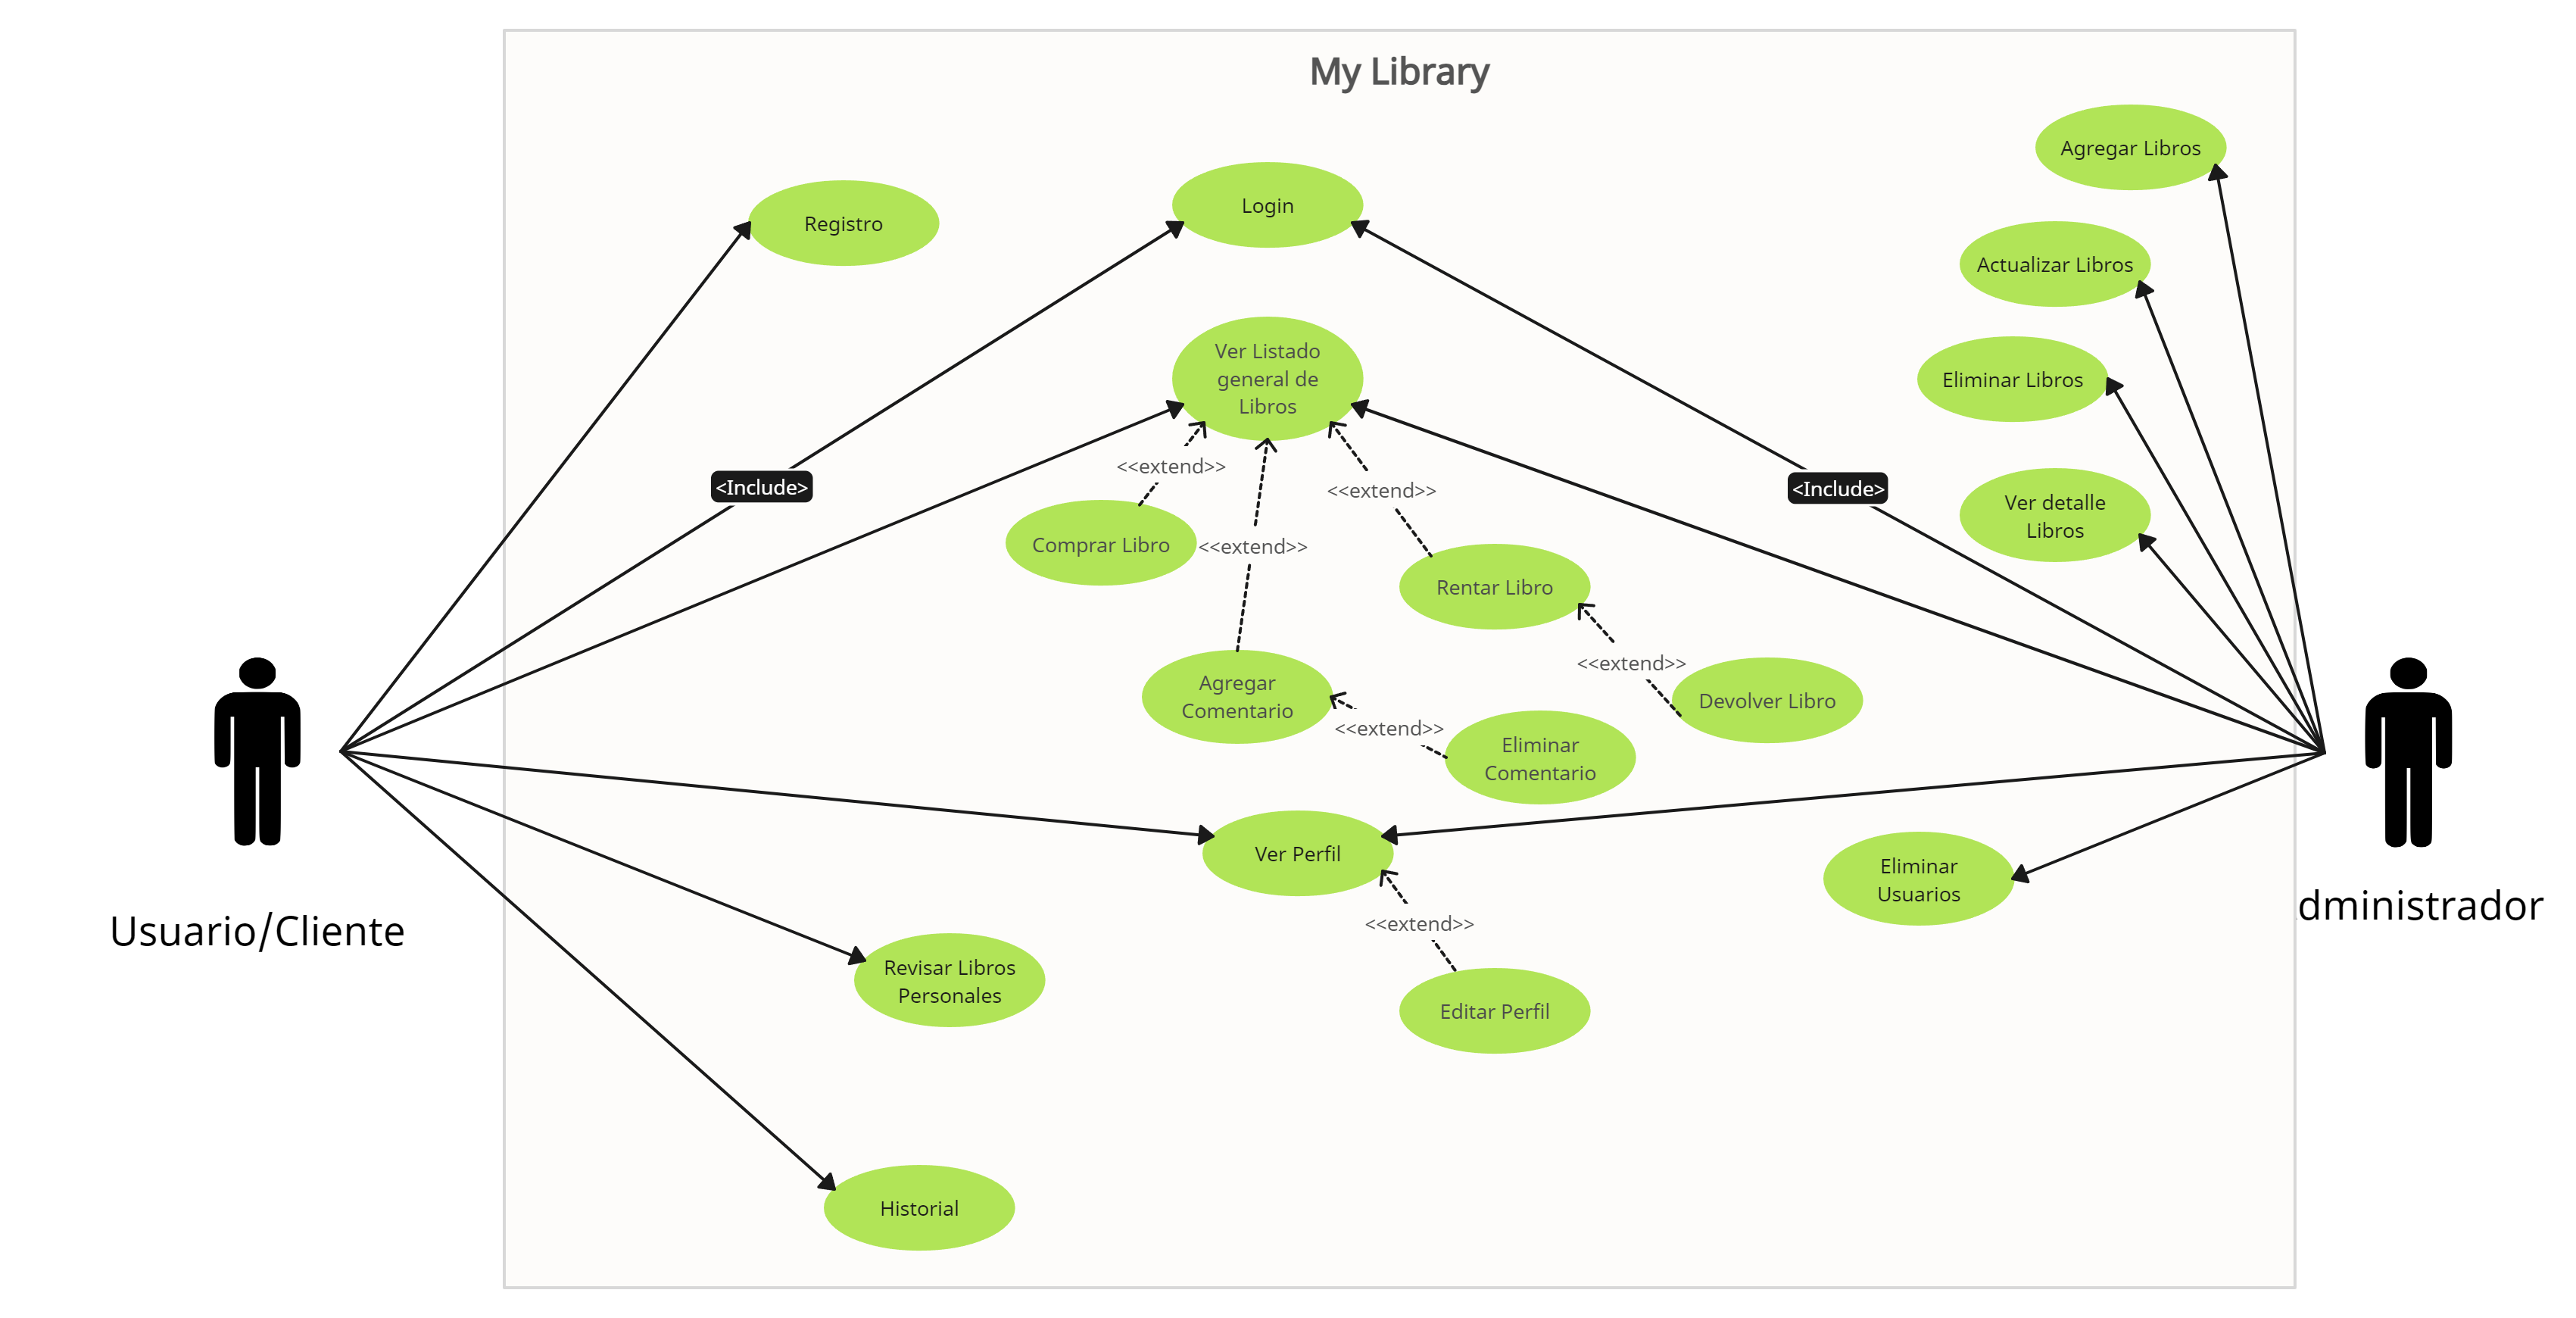 My Library
Agregar Libros
Registro
Login
Actualizar Libros
Ver Listado
general de
Libros
Eliminar Libros
<<extend>>
<Include>
<<extend>>
<Include>
Ver detalle
Libros
Comprar Libro
<<extend>>
Rentar Libro
<<extend>>
Agregar
Comentario
Devolver Libro
<<extend>>
Eliminar
Comentario
Ver Perfil
Eliminar
Usuarios
Usuario/Cliente
dministrador
<<extend>>
Revisar Libros
Personales
Editar Perfil
Historial